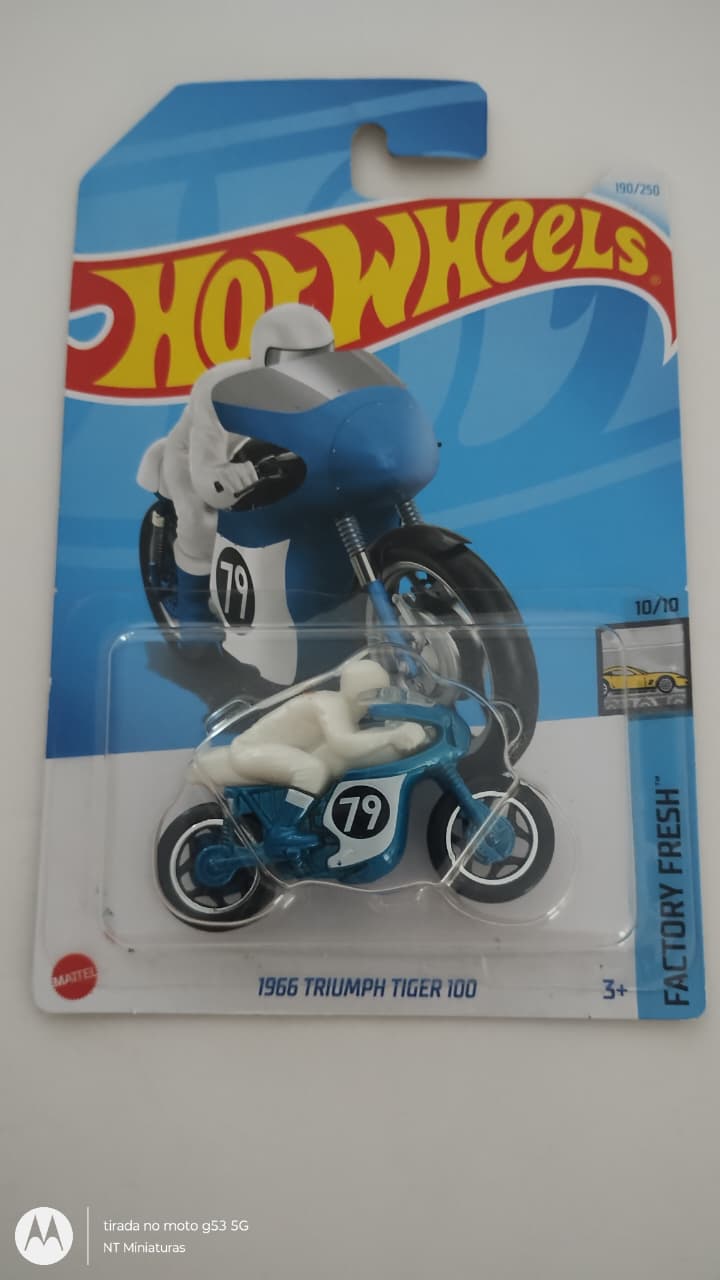 190/250
HOT WHEELS
79
10/10
79
FACTORY FRESH™
MATTEL
1966 TRIUMPH TIGER 100
3+
tirada no moto g53 5G
NT Miniaturas